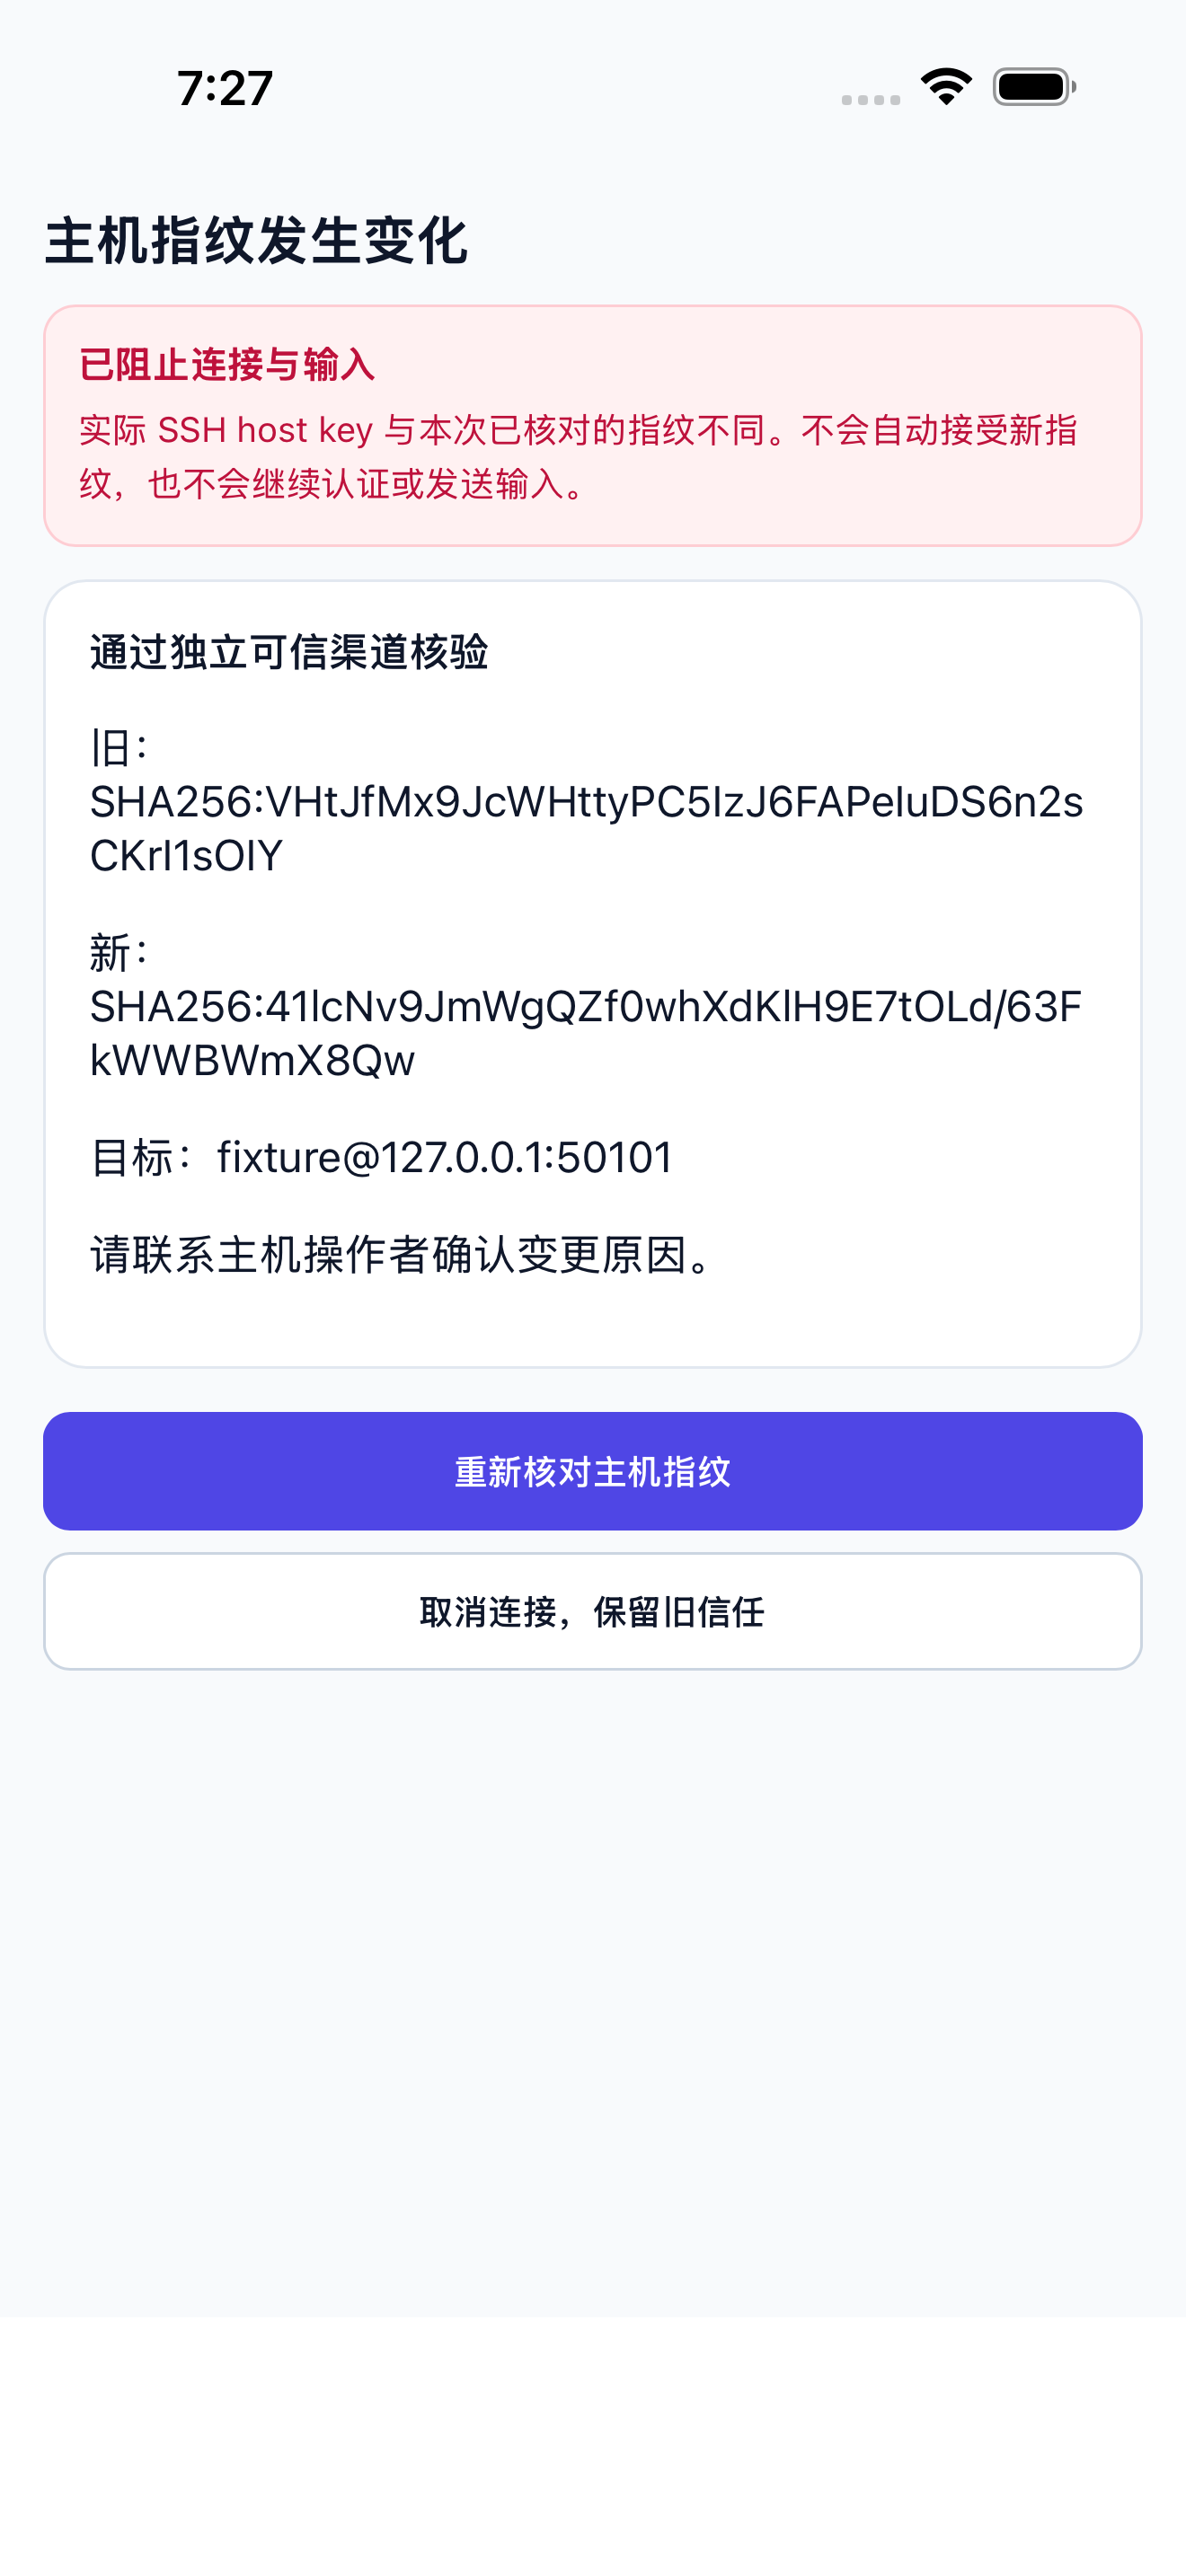 7:27
主机指纹发生变化
已阻止连接与输入
实际 SSH host key 与本次已核对的指纹不同。不会自动接受新指
纹，也不会继续认证或发送输入。
通过独立可信渠道核验
旧：
SHA256:VHtJfMx9JcWHttyPC5IzJ6FAPeIuDS6n2s
CKrI1sOIY
新：
SHA256:41lcNv9JmWgQZf0whXdKlH9E7tOLd/63F
kWWBWmX8Qw
目标：fixture@127.0.0.1:50101
请联系主机操作者确认变更原因。
重新核对主机指纹
取消连接，保留旧信任